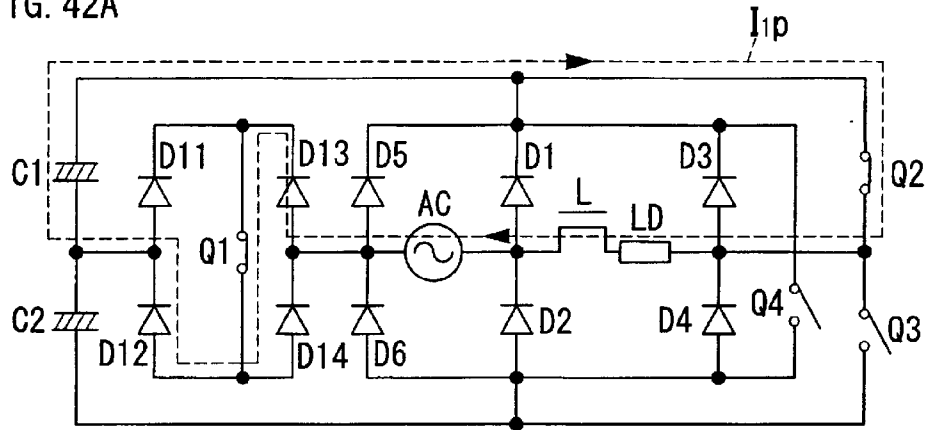 IG. 42A
I1p
D11
D13
D5
D1
D3
C1
Q2
AC
L
LD
Q1
C2
D12
D14
D6
D2
D4
Q4
Q3